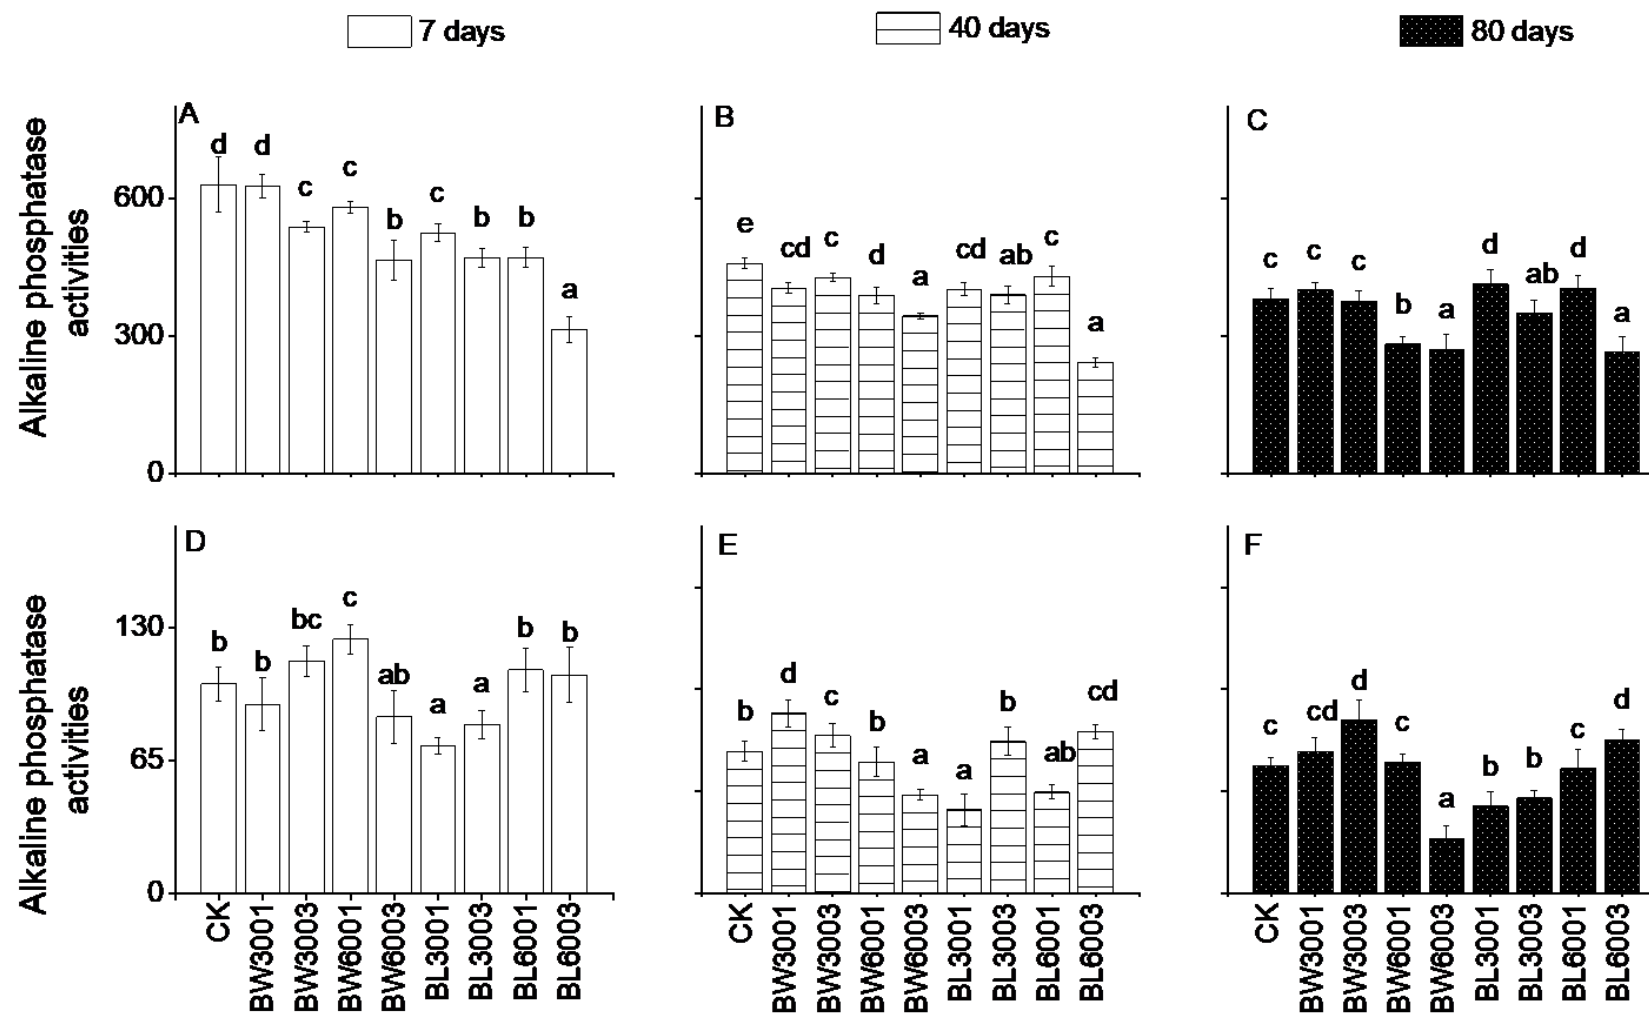 7 days
40 days
80 days
Alkaline phosphatase
activities
600
300
0
A
d
d
c
c
b
c
b
b
a
B
e
cd
c
d
a
cd
ab
c
a
C
c
c
c
b
a
d
ab
d
a
Alkaline phosphatase
activities
130
65
0
D
b
b
bc
c
ab
a
a
b
b
E
b
d
c
b
a
a
b
ab
cd
F
c
cd
d
c
a
b
b
c
d
CK
BW3001
BW3003
BW6001
BW6003
BL3001
BL3003
BL6001
BL6003
CK
BW3001
BW3003
BW6001
BW6003
BL3001
BL3003
BL6001
BL6003
CK
BW3001
BW3003
BW6001
BW6003
BL3001
BL3003
BL6001
BL6003